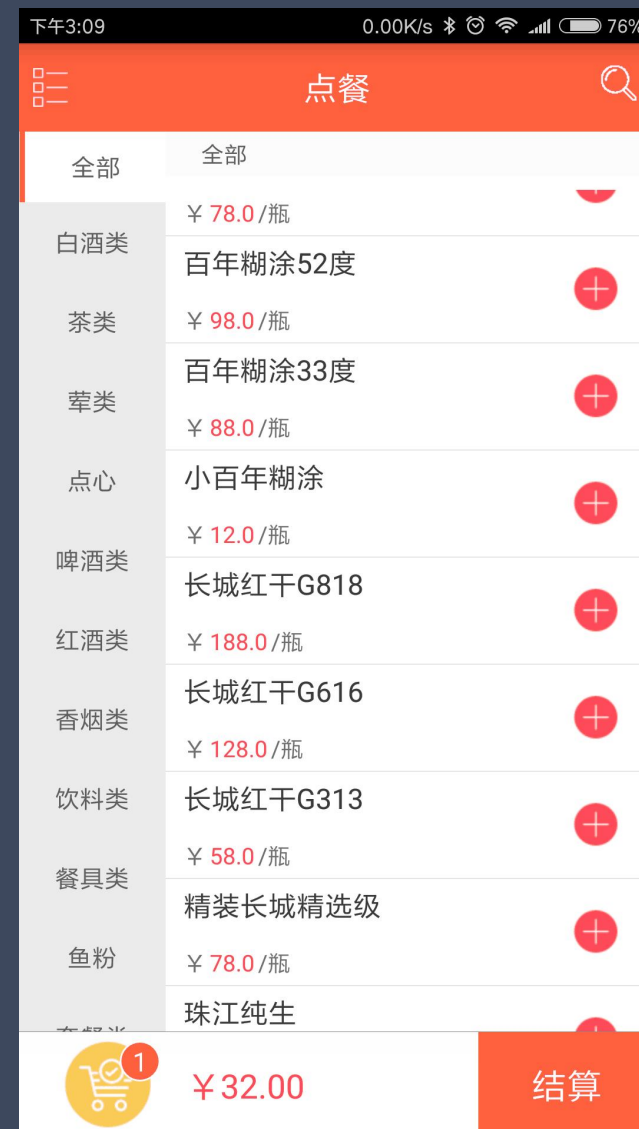 下午3:09 0.00K/s 76%
点餐
全部
白酒类
茶类
荤类
点心
啤酒类
红酒类
香烟类
饮料类
餐具类
鱼粉
全部
￥78.0/瓶
百年糊涂52度
￥98.0/瓶
百年糊涂33度
￥88.0/瓶
小百年糊涂
￥12.0/瓶
长城红干G818
￥188.0/瓶
长城红干G616
￥128.0/瓶
长城红干G313
￥58.0/瓶
精装长城精选级
￥78.0/瓶
珠江纯生
1
￥32.00
结算